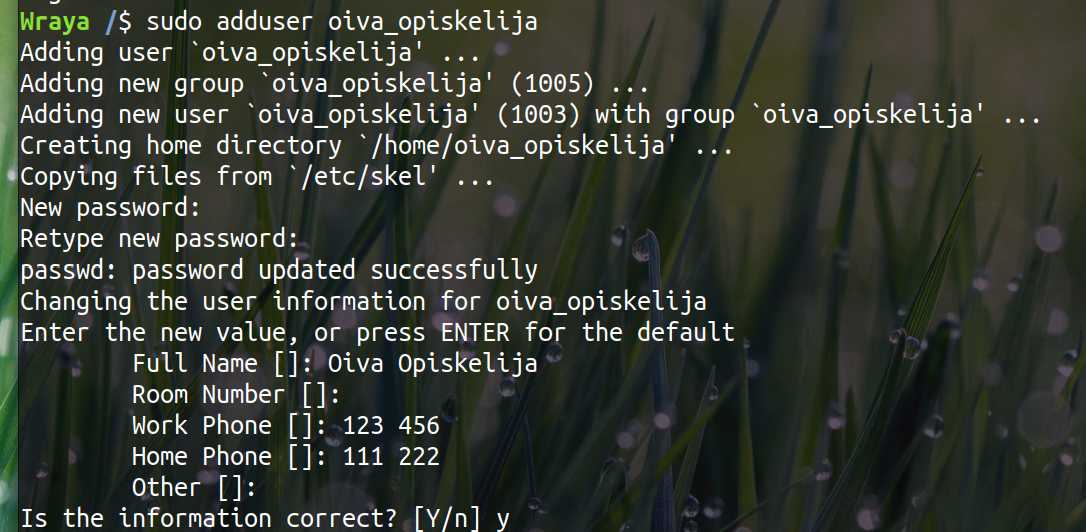 Wraya /$ sudo adduser oiva_opiskelija
Adding user `oiva_opiskelija' ...
Adding new group `oiva_opiskelija' (1005) ...
Adding new user `oiva_opiskelija' (1003) with group `oiva_opiskelija' ...
Creating home directory `/home/oiva_opiskelija' ...
Copying files from `/etc/skel' ...
New password:
Retype new password:
passwd: password updated successfully
Changing the user information for oiva_opiskelija
Enter the new value, or press ENTER for the default
        Full Name []: Oiva Opiskelija
        Room Number []:
        Work Phone []: 123 456
        Home Phone []: 111 222
        Other []:
Is the information correct? [Y/n] y